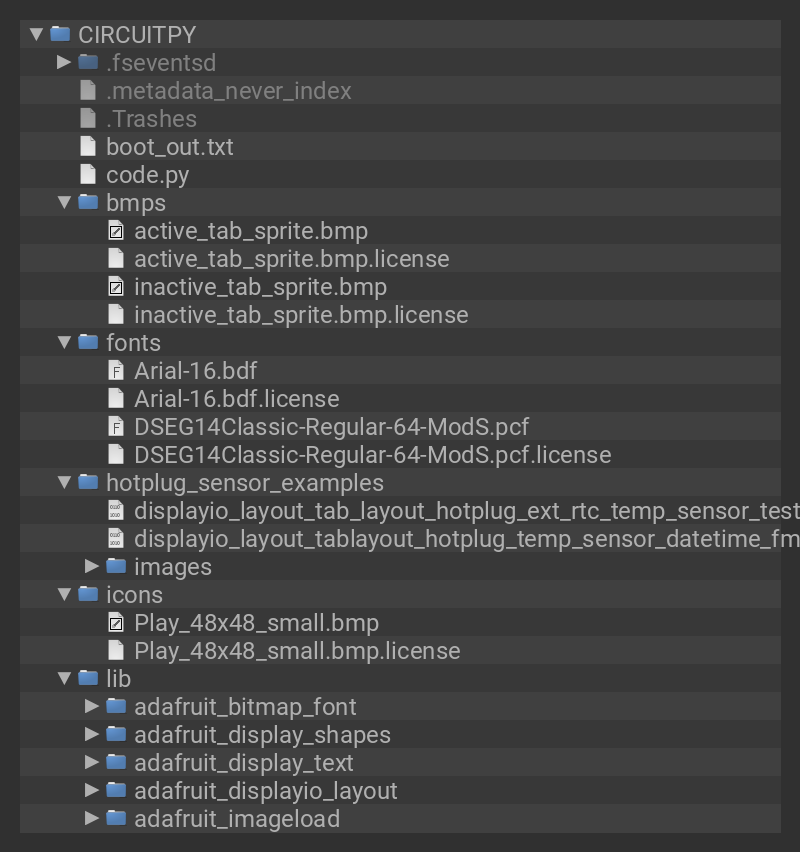 CIRCUITPY
.fseventsd
.metadata_never_index
.Trashes
boot_out.txt
code.py
bmps
active_tab_sprite.bmp
active_tab_sprite.bmp.license
inactive_tab_sprite.bmp
inactive_tab_sprite.bmp.license
fonts
Arial-16.bdf
Arial-16.bdf.license
DSEG14Classic-Regular-64-ModS.pcf
DSEG14Classic-Regular-64-ModS.pcf.license
hotplug_sensor_examples
displayio_layout_tab_layout_hotplug_ext_rtc_temp_sensor_test
displayio_layout_tablayout_hotplug_temp_sensor_datetime_fm
images
icons
Play_48x48_small.bmp
Play_48x48_small.bmp.license
lib
adafruit_bitmap_font
adafruit_display_shapes
adafruit_display_text
adafruit_displayio_layout
adafruit_imageload